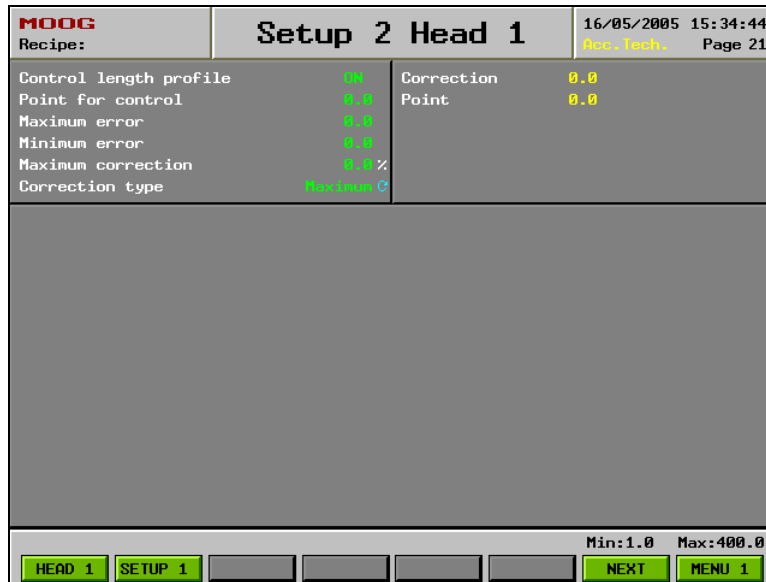 MOOG
Recipe:
Setup 2 Head 1
16/05/2005 15:34:44
Acc.Tech. Page 21
Control length profile ON
Point for control 0.0
Maximum error 0.0
Minimum error 0.0
Maximum correction 0.0 %
Correction type Maximum
Correction 0.0
Point 0.0
Min:1.0 Max:400.0
HEAD 1 SETUP 1 NEXT MENU 1